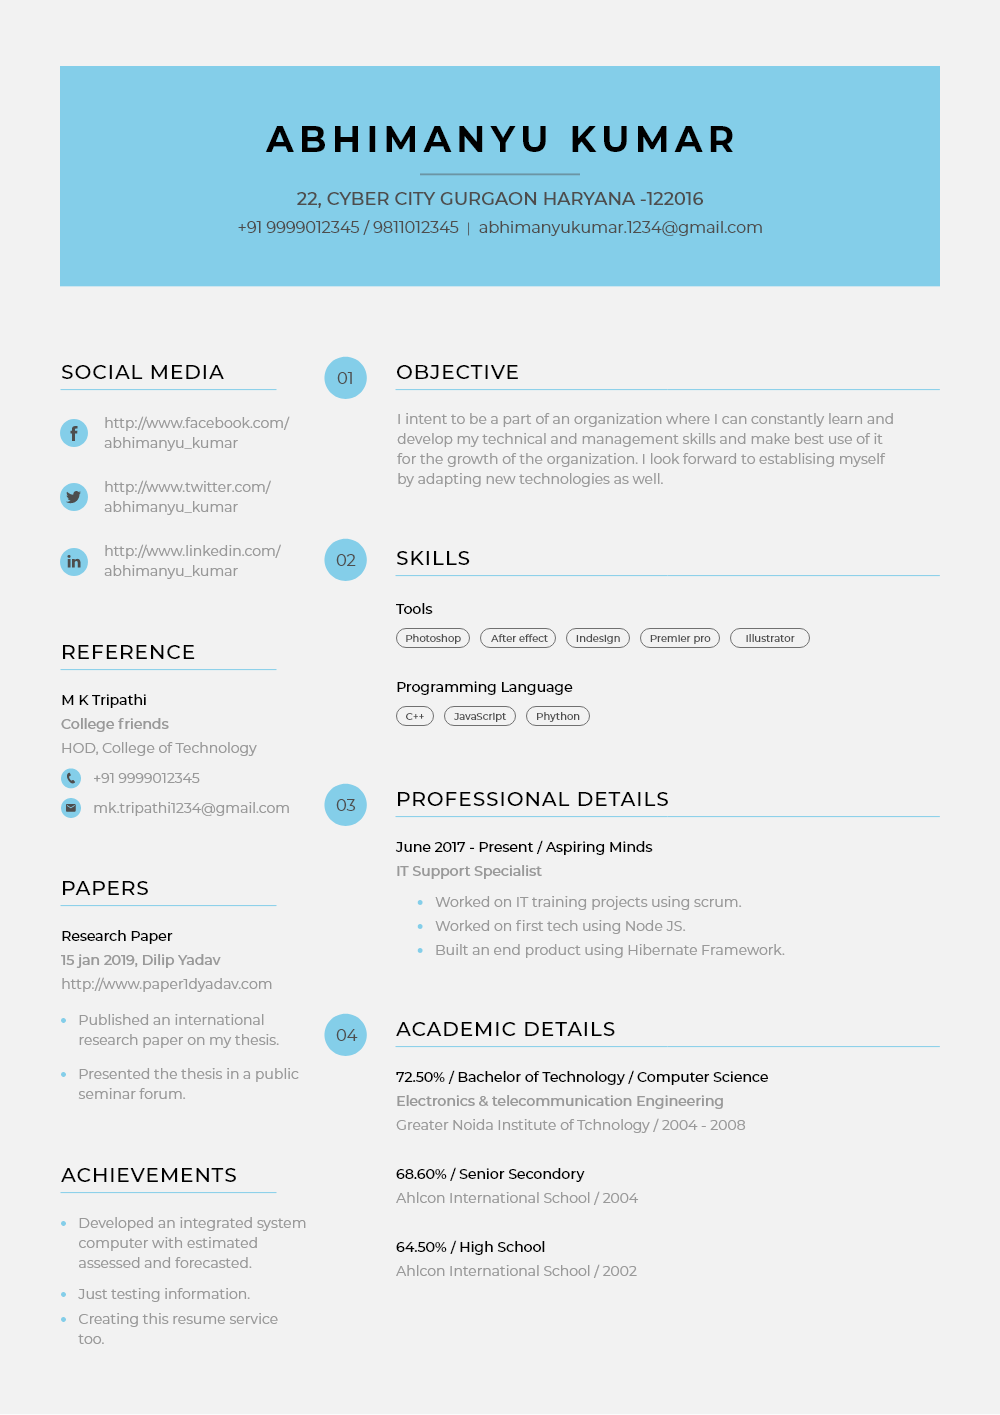 ABHIMANYU KUMAR
22, CYBER CITY GURGAON HARYANA -122016
+91 9999012345 / 9811012345 | abhimanyukumar.1234@gmail.com
SOCIAL MEDIA
http://www.facebook.com/
abhimanyu_kumar
http://www.twitter.com/
abhimanyu_kumar
http://www.linkedin.com/
abhimanyu_kumar
REFERENCE
M K Tripathi
College friends
HOD, College of Technology
+91 9999012345
mk.tripathi1234@gmail.com
PAPERS
Research Paper
15 jan 2019, Dilip Yadav
http://www.paper1dyadav.com
• Published an international
research paper on my thesis.
• Presented the thesis in a public
seminar forum.
ACHIEVEMENTS
• Developed an integrated system
computer with estimated
assessed and forecasted.
• Just testing information.
• Creating this resume service
too.
01 OBJECTIVE
I intent to be a part of an organization where I can constantly learn and
develop my technical and management skills and make best use of it
for the growth of the organization. I look forward to establising myself
by adapting new technologies as well.
02 SKILLS
Tools
Photoshop After effect Indesign Premier pro Illustrator
Programming Language
C++ JavaScript Phython
03 PROFESSIONAL DETAILS
June 2017 - Present / Aspiring Minds
IT Support Specialist
• Worked on IT training projects using scrum.
• Worked on first tech using Node JS.
• Built an end product using Hibernate Framework.
04 ACADEMIC DETAILS
72.50% / Bachelor of Technology / Computer Science
Electronics & telecommunication Engineering
Greater Noida Institute of Tchnology / 2004 - 2008
68.60% / Senior Secondory
Ahlcon International School / 2004
64.50% / High School
Ahlcon International School / 2002